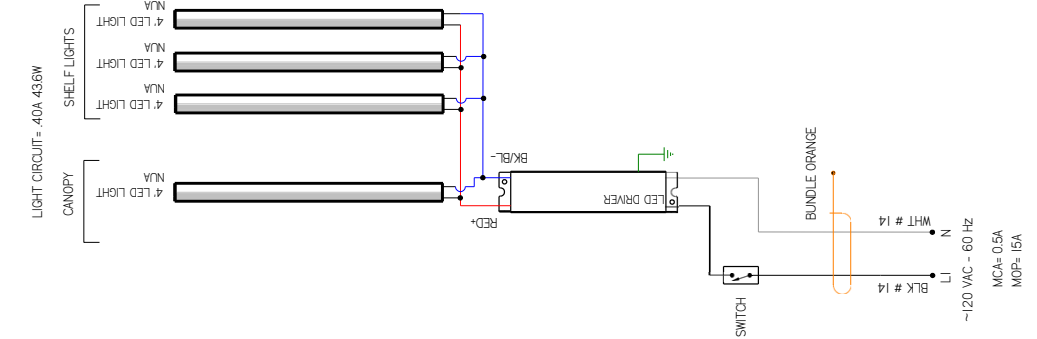 LIGHT CIRCUIT= .40A 43.6W
SHELF LIGHTS
NUA
4' LED LIGHT
NUA
4' LED LIGHT
NUA
4' LED LIGHT
CANOPY
NUA
4' LED LIGHT
BK/BL-
RED+
LED DRIVER
SWITCH
BUNDLE ORANGE
WHT # 14
N
BLK # 14
L1
~120 VAC - 60 Hz
MCA= 0.5A
MOP= 15A